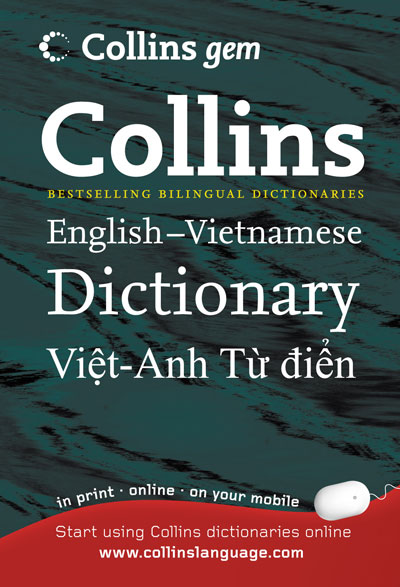 Collins gem
Collins
BESTSELLING BILINGUAL DICTIONARIES
English–Vietnamese
Dictionary
Việt-Anh Từ điển
in print · online · on your mobile
Start using Collins dictionaries online
www.collinslanguage.com